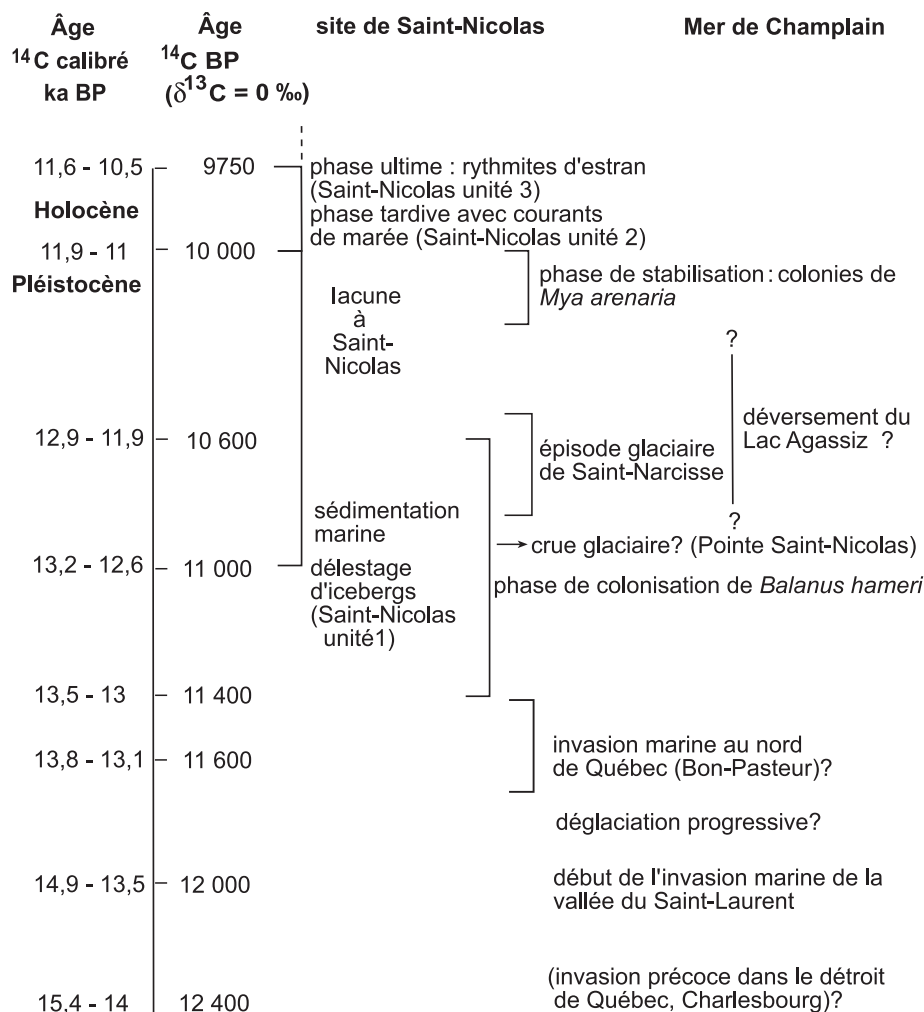 Âge
14C calibré
ka BP
Âge
14C BP
(δ13C = 0 ‰)
site de Saint-Nicolas
Mer de Champlain
11,6 - 10,5
9750
phase ultime : rythmites d'estran
(Saint-Nicolas unité 3)
Holocène
phase tardive avec courants
de marée (Saint-Nicolas unité 2)
11,9 - 11
10 000
Pléistocène
phase de stabilisation : colonies de
Mya arenaria
lacune
à
Saint-
Nicolas
?
déversement du
Lac Agassiz ?
12,9 - 11,9
10 600
épisode glaciaire
de Saint-Narcisse
?
sédimentation
marine
crue glaciaire? (Pointe Saint-Nicolas)
13,2 - 12,6
11 000
délestage
d'icebergs
(Saint-Nicolas
unité1)
phase de colonisation de Balanus hameri
13,5 - 13
11 400
13,8 - 13,1
11 600
invasion marine au nord
de Québec (Bon-Pasteur)?
déglaciation progressive?
14,9 - 13,5
12 000
début de l'invasion marine de la
vallée du Saint-Laurent
(invasion précoce dans le détroit
de Québec, Charlesbourg)?
15,4 - 14
12 400